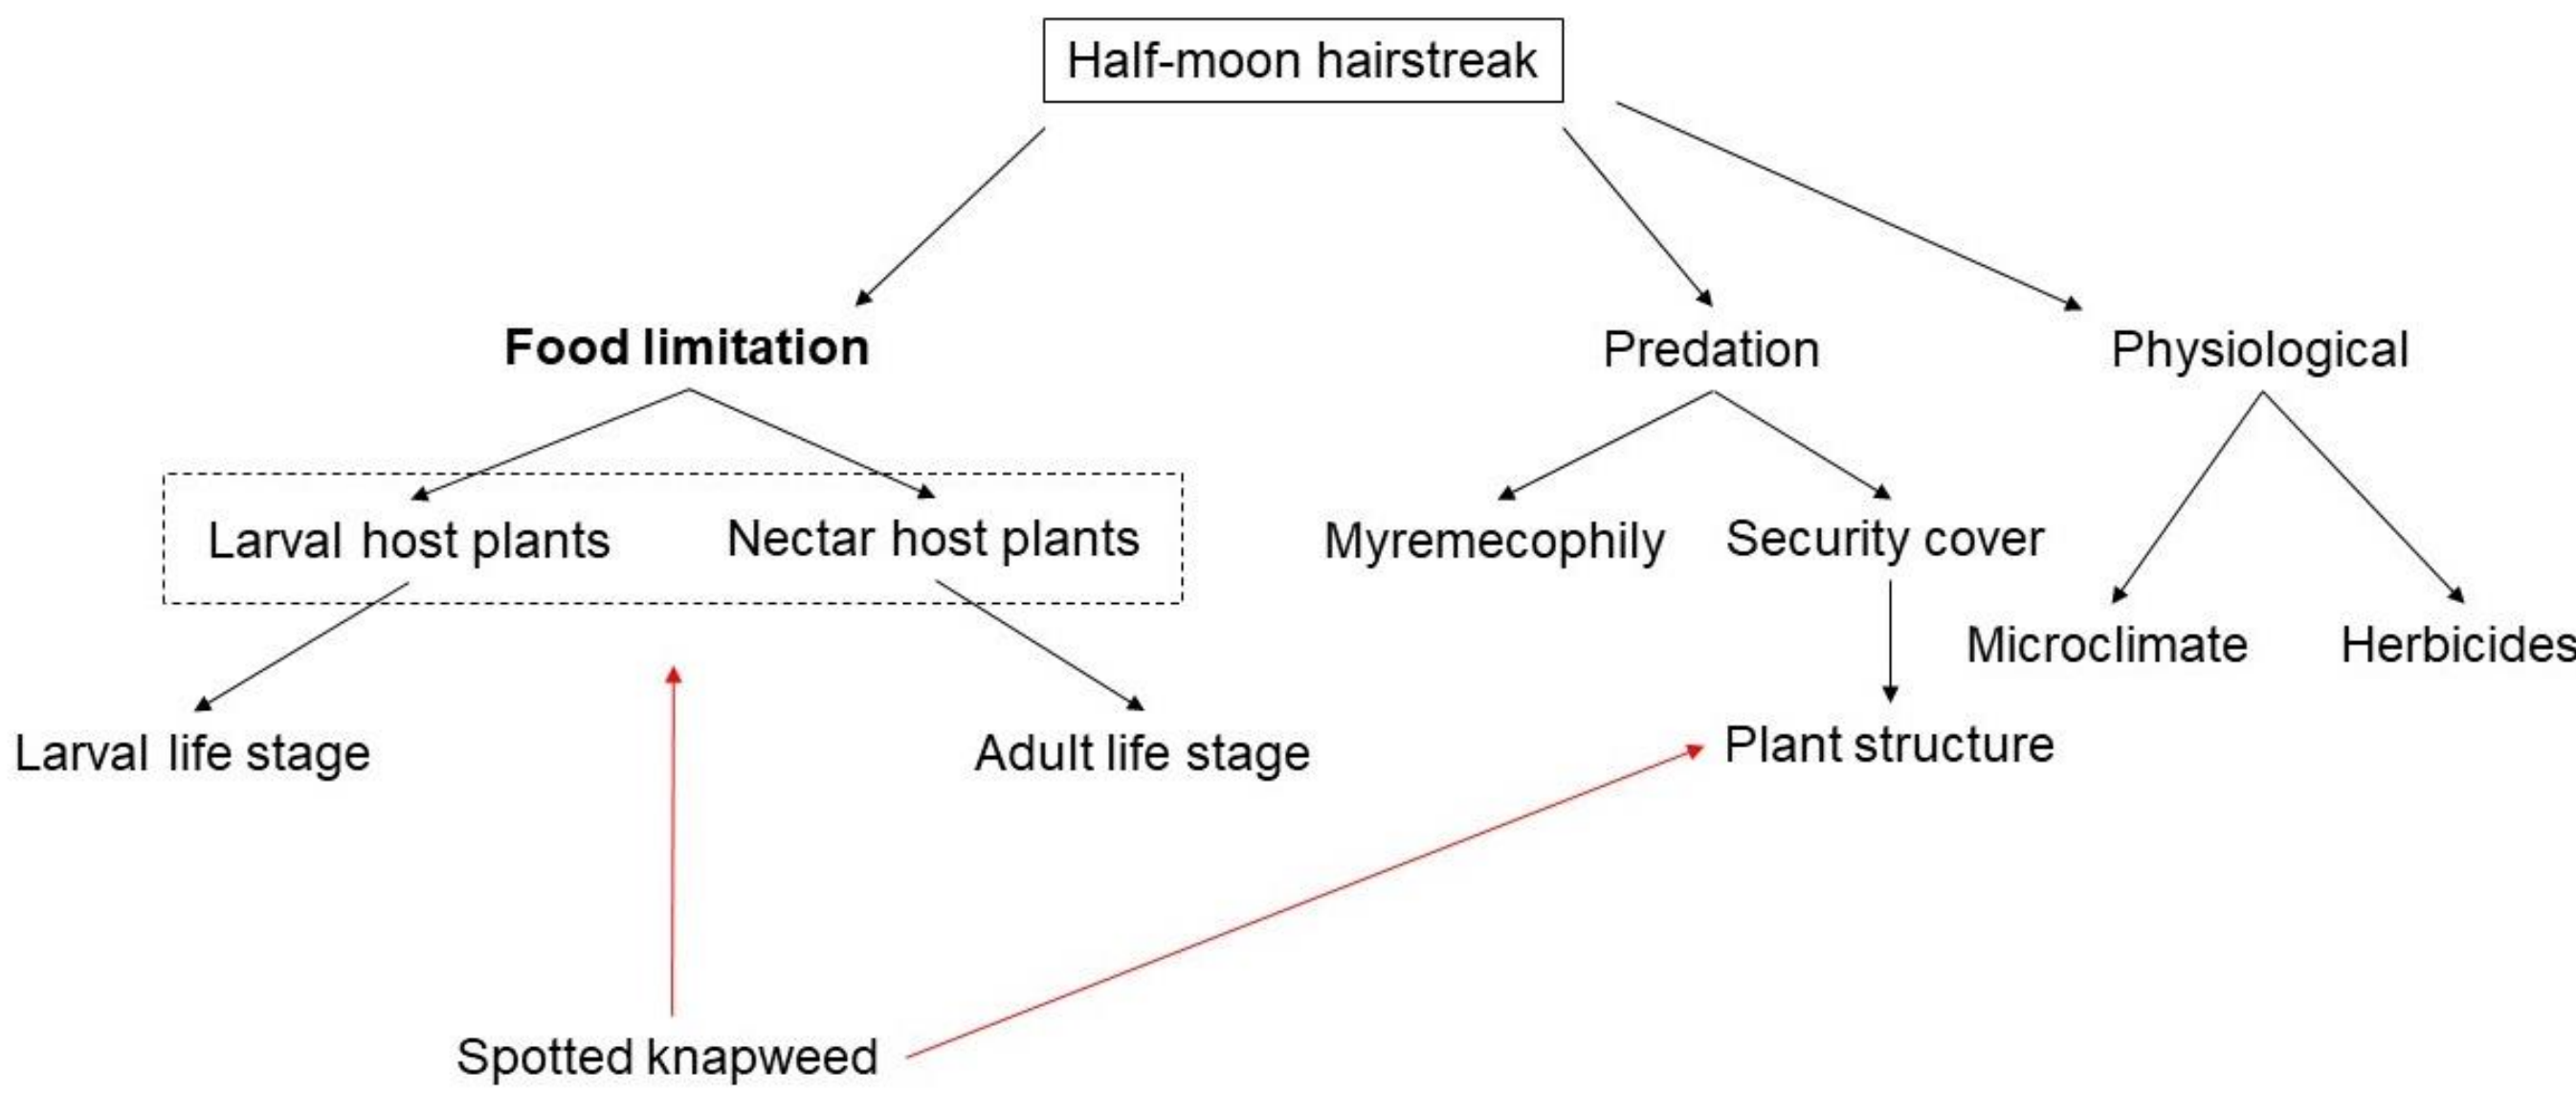 Half-moon hairstreak
Food limitation
Predation
Physiological
Larval host plants
Nectar host plants
Myremecophily
Security cover
Microclimate
Herbicides
Larval life stage
Adult life stage
Plant structure
Spotted knapweed